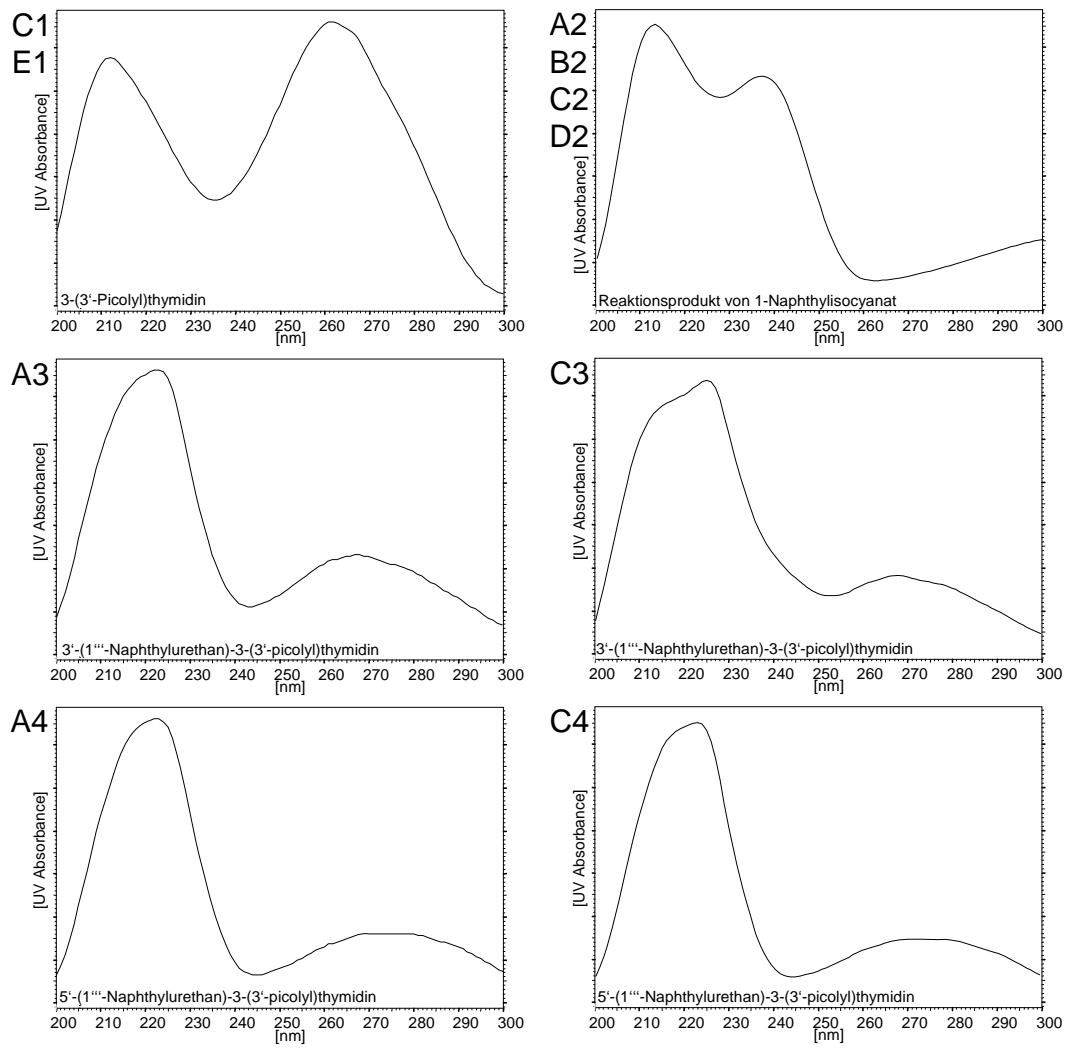 C1
E1
[UV Absorbance]
3-(3‘-Picolyl)thymidin
200 210 220 230 240 250 260 270 280 290 300
[nm]
A2
B2
C2
D2
[UV Absorbance]
Reaktionsprodukt von 1-Naphthylisocyanat
200 210 220 230 240 250 260 270 280 290 300
[nm]
A3
[UV Absorbance]
3‘-(1‘‘‘-Naphthylurethan)-3-(3‘-picolyl)thymidin
200 210 220 230 240 250 260 270 280 290 300
[nm]
C3
[UV Absorbance]
3‘-(1‘‘‘-Naphthylurethan)-3-(3‘-picolyl)thymidin
200 210 220 230 240 250 260 270 280 290 300
[nm]
A4
[UV Absorbance]
5‘-(1‘‘‘-Naphthylurethan)-3-(3‘-picolyl)thymidin
200 210 220 230 240 250 260 270 280 290 300
[nm]
C4
[UV Absorbance]
5‘-(1‘‘‘-Naphthylurethan)-3-(3‘-picolyl)thymidin
200 210 220 230 240 250 260 270 280 290 300
[nm]